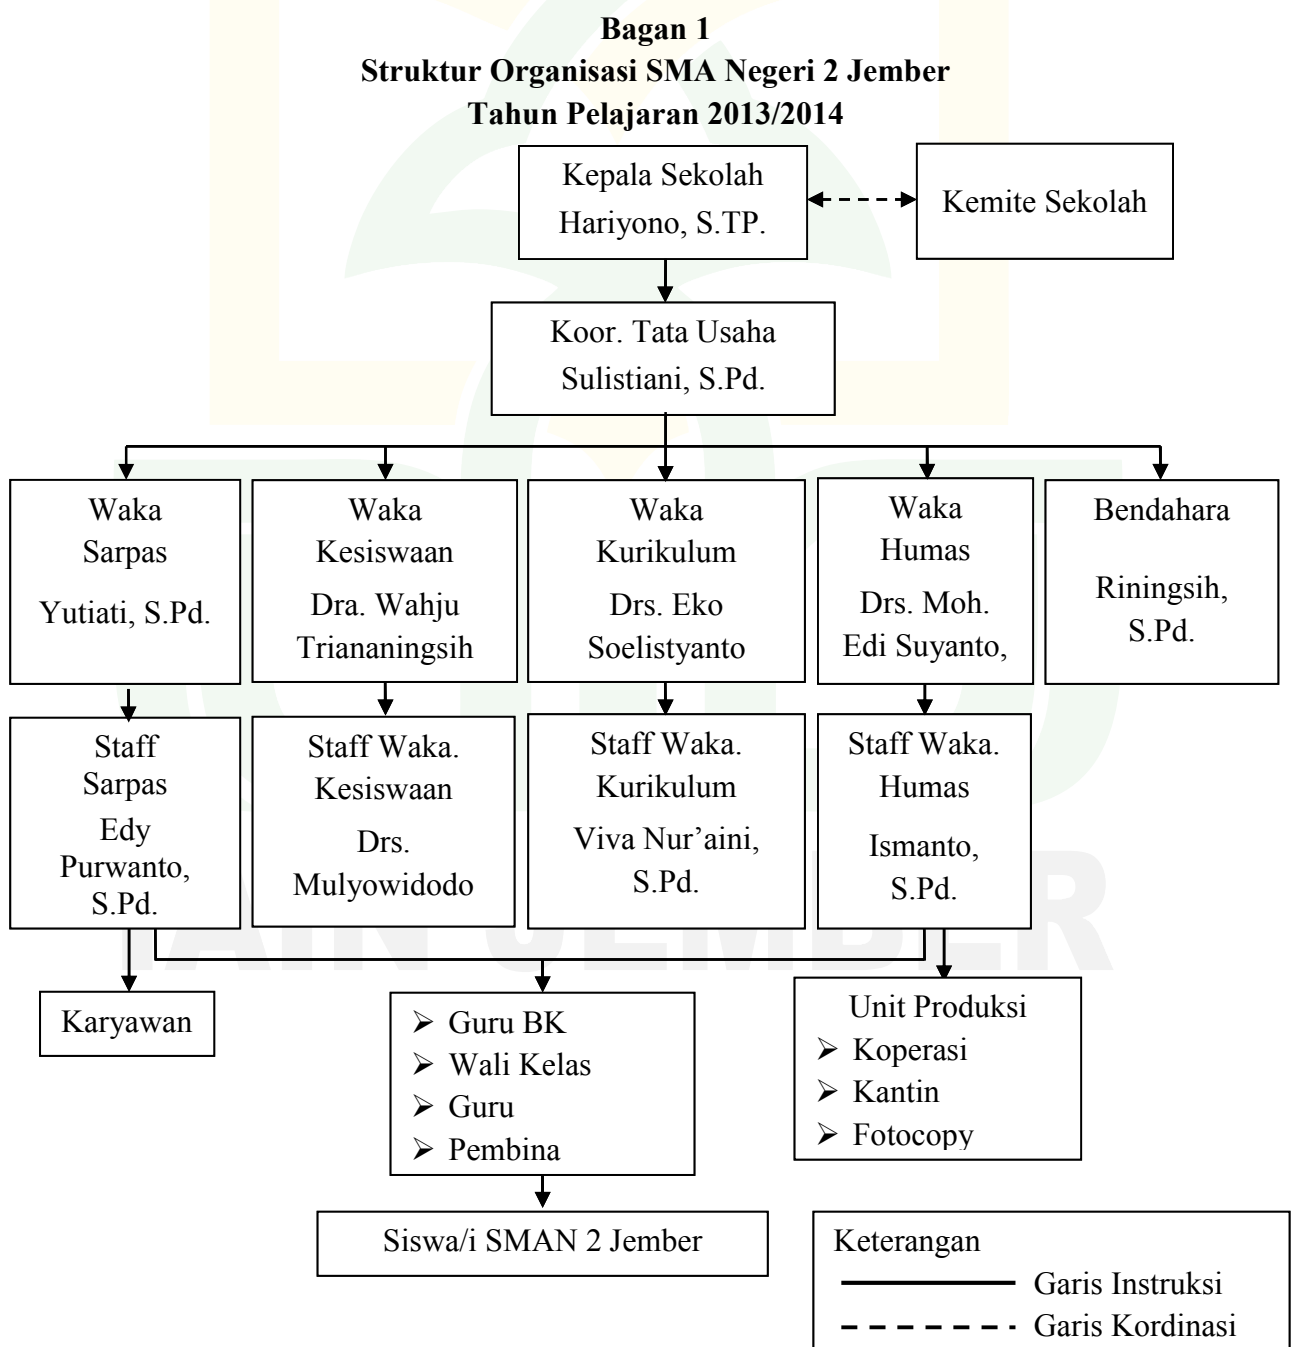 Bagan 1
Struktur Organisasi SMA Negeri 2 Jember
Tahun Pelajaran 2013/2014
Kepala Sekolah
Hariyono, S.TP.
Kemite Sekolah
Koor. Tata Usaha
Sulistiani, S.Pd.
Waka
Sarpas
Yutiati, S.Pd.
Waka
Kesiswaan
Dra. Wahju
Triananingsih
Waka
Kurikulum
Drs. Eko
Soelistyanto
Waka
Humas
Drs. Moh.
Edi Suyanto,
Bendahara
Riningsih,
S.Pd.
Staff
Sarpas
Edy
Purwanto,
S.Pd.
Staff Waka.
Kesiswaan
Drs.
Mulyowidodo
Staff Waka.
Kurikulum
Viva Nur’aini,
S.Pd.
Staff Waka.
Humas
Ismanto,
S.Pd.
IAIN JEMBER
Karyawan
➢ Guru BK
➢ Wali Kelas
➢ Guru
➢ Pembina
Unit Produksi
➢ Koperasi
➢ Kantin
➢ Fotocopy
Siswa/i SMAN 2 Jember
Keterangan
Garis Instruksi
Garis Kordinasi